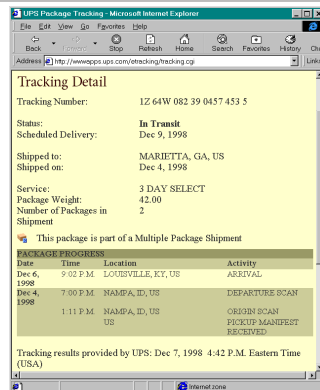 UPS Package Tracking - Microsoft Internet Explorer
File Edit View Go Favorites Help
Back Forward Stop Refresh Home Search Favorites History
Address http://wwwapps.ups.com/etracking/tracking.cgi Links
Tracking Detail
Tracking Number: 1Z 64W 082 39 0457 453 5
Status: In Transit
Scheduled Delivery: Dec 9, 1998
Shipped to: MARIETTA, GA, US
Shipped on: Dec 4, 1998
Service: 3 DAY SELECT
Package Weight: 42.00
Number of Packages in 2
Shipment
This package is part of a Multiple Package Shipment
PACKAGE PROGRESS
Date Time Location Activity
Dec 6, 9:02 P.M. LOUISVILLE, KY, US ARRIVAL
1998
Dec 4, 7:00 P.M. NAMPA, ID, US DEPARTURE SCAN
1998
1:11 P.M. NAMPA, ID, US ORIGIN SCAN
US PICKUP MANIFEST
RECEIVED
Tracking results provided by UPS: Dec 7, 1998 4:42 P.M. Eastern Time
(USA)
Internet zone